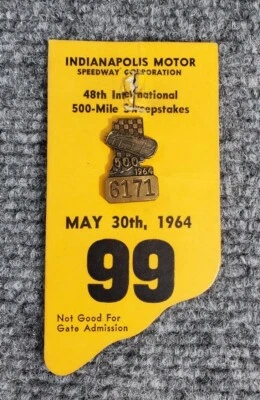 INDIANAPOLIS MOTOR
SPEEDWAY CORPORATION
48th International
500-Mile Sweepstakes
500
1964
6171
MAY 30th, 1964
99
Not Good For
Gate Admission